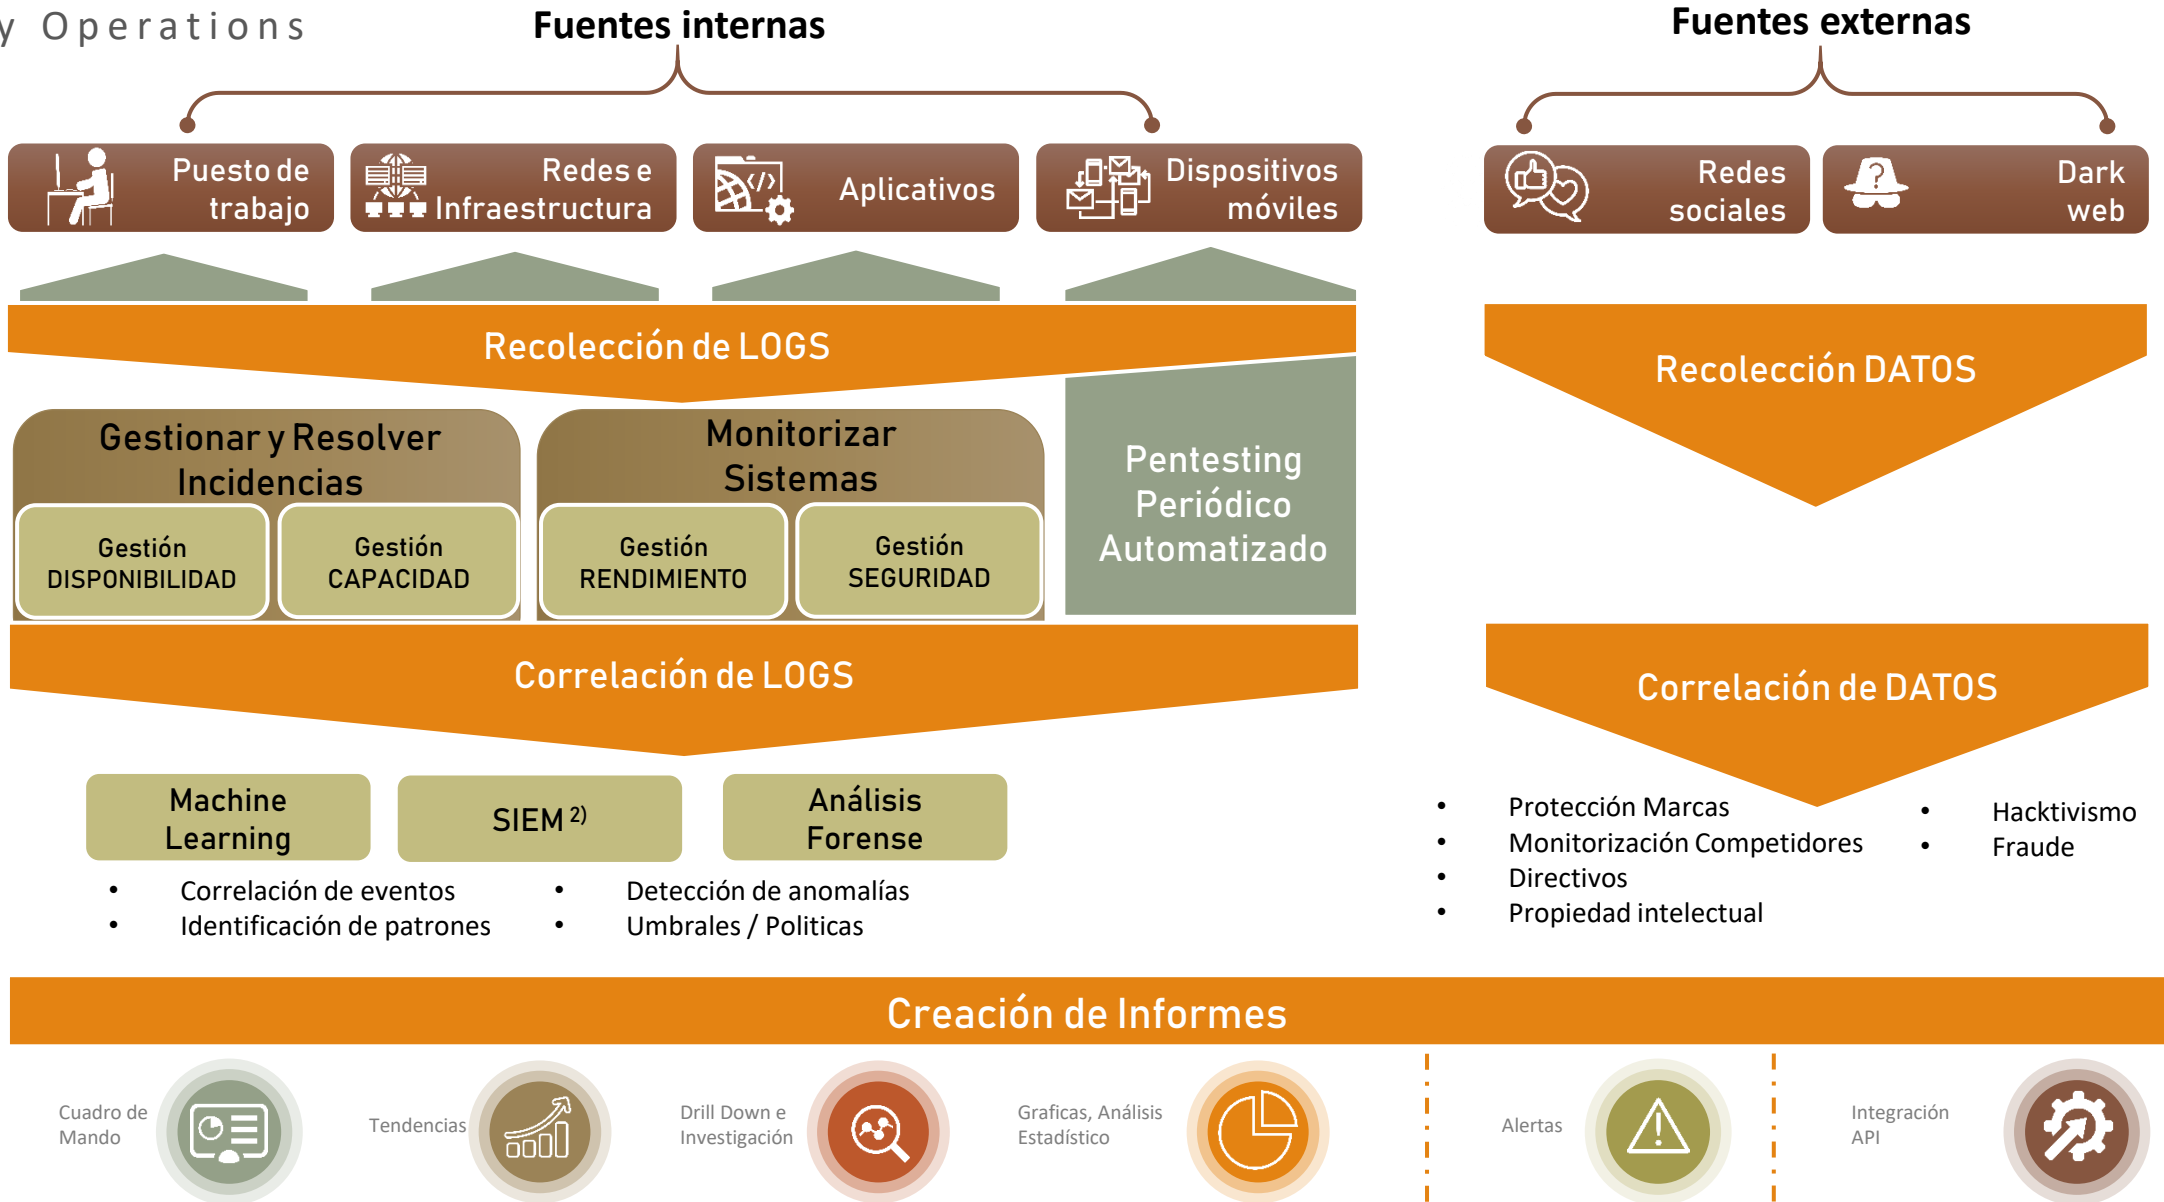 y Operations
Fuentes internas
Fuentes externas
Puesto de
trabajo
Redes e
Infraestructura
</>
Aplicativos
Dispositivos
móviles
Redes
sociales
?
Dark
web
Recolección de LOGS
Recolección DATOS
Gestionar y Resolver
Incidencias
Monitorizar
Sistemas
Pentesting
Periódico
Automatizado
Gestión
DISPONIBILIDAD
Gestión
CAPACIDAD
Gestión
RENDIMIENTO
Gestión
SEGURIDAD
Correlación de LOGS
Correlación de DATOS
Machine
Learning
SIEM 2)
Análisis
Forense
• Correlación de eventos
• Identificación de patrones
• Detección de anomalías
• Umbrales / Politicas
• Protección Marcas
• Monitorización Competidores
• Directivos
• Propiedad intelectual
• Hacktivismo
• Fraude
Creación de Informes
Cuadro de
Mando
Tendencias
Drill Down e
Investigación
Graficas, Análisis
Estadístico
Alertas
Integración
API